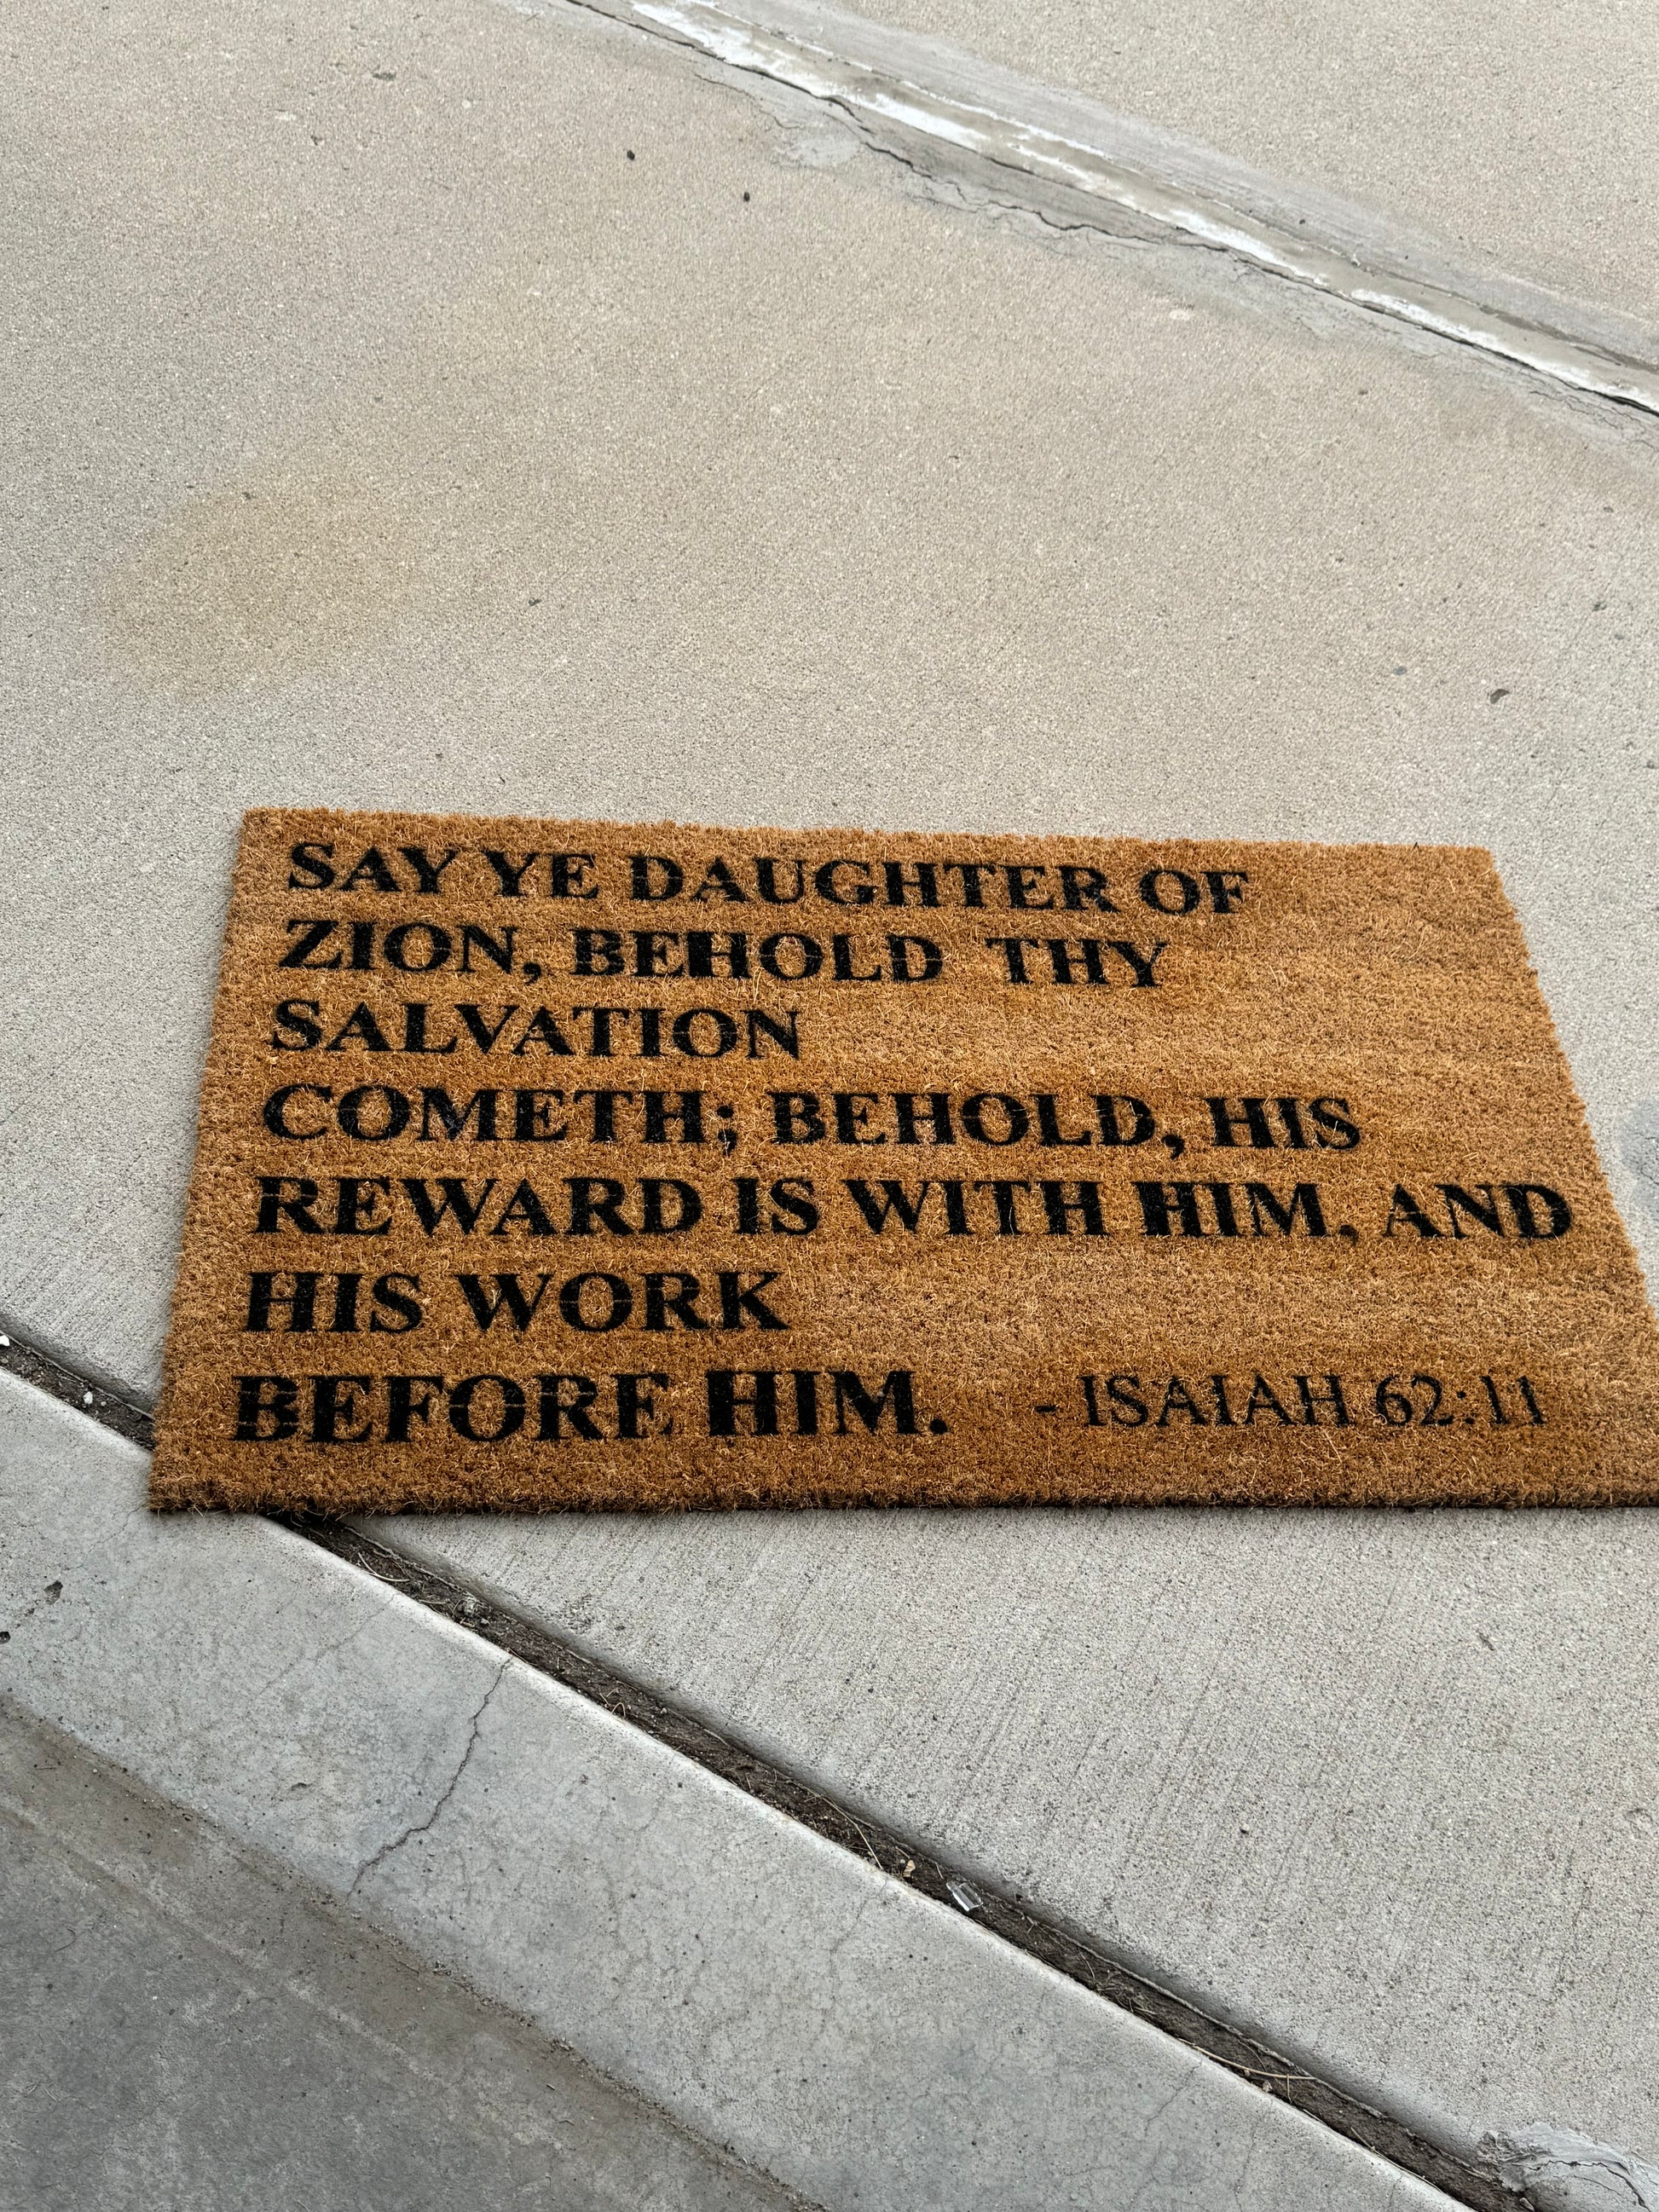 SAY YE DAUGHTER OF
ZION, BEHOLD THY
SALVATION
COMETH; BEHOLD, HIS
REWARD IS WITH HIM, AND
HIS WORK
BEFORE HIM. - ISAIAH 62:11